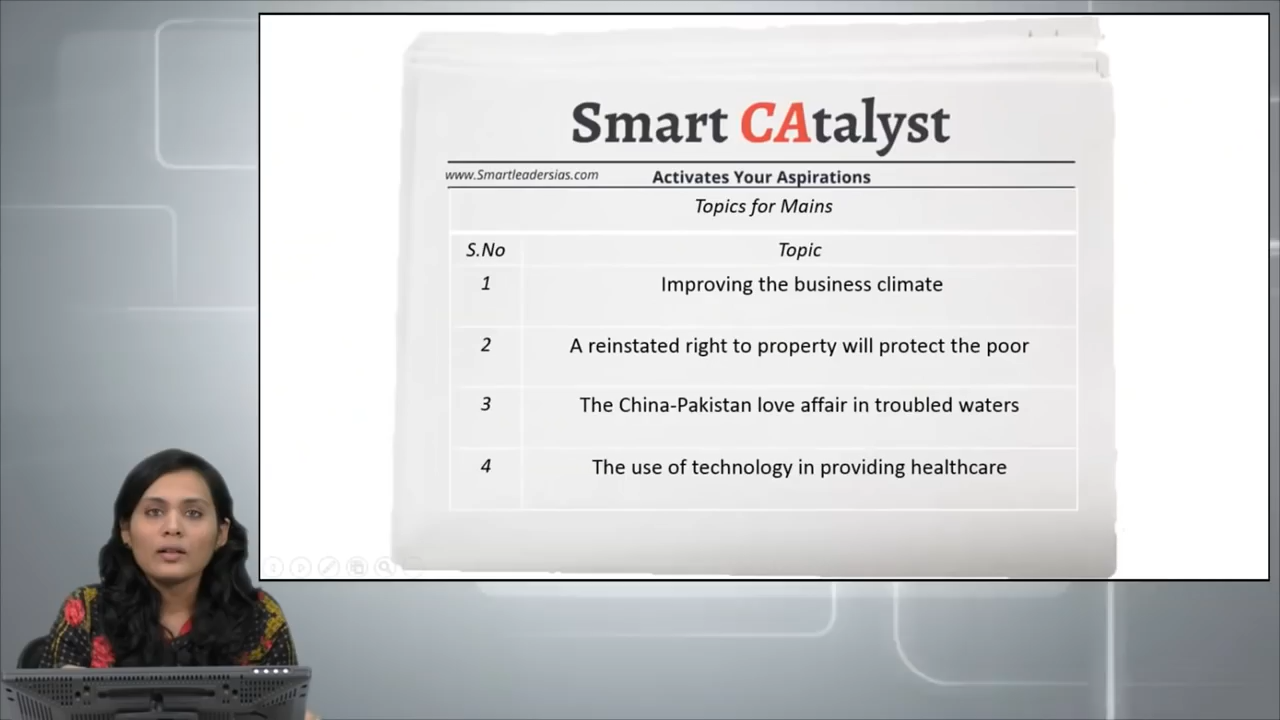 Smart CAtalyst
www.Smartleadersias.com Activates Your Aspirations
Topics for Mains
S.No Topic
1 Improving the business climate
2 A reinstated right to property will protect the poor
3 The China-Pakistan love affair in troubled waters
4 The use of technology in providing healthcare